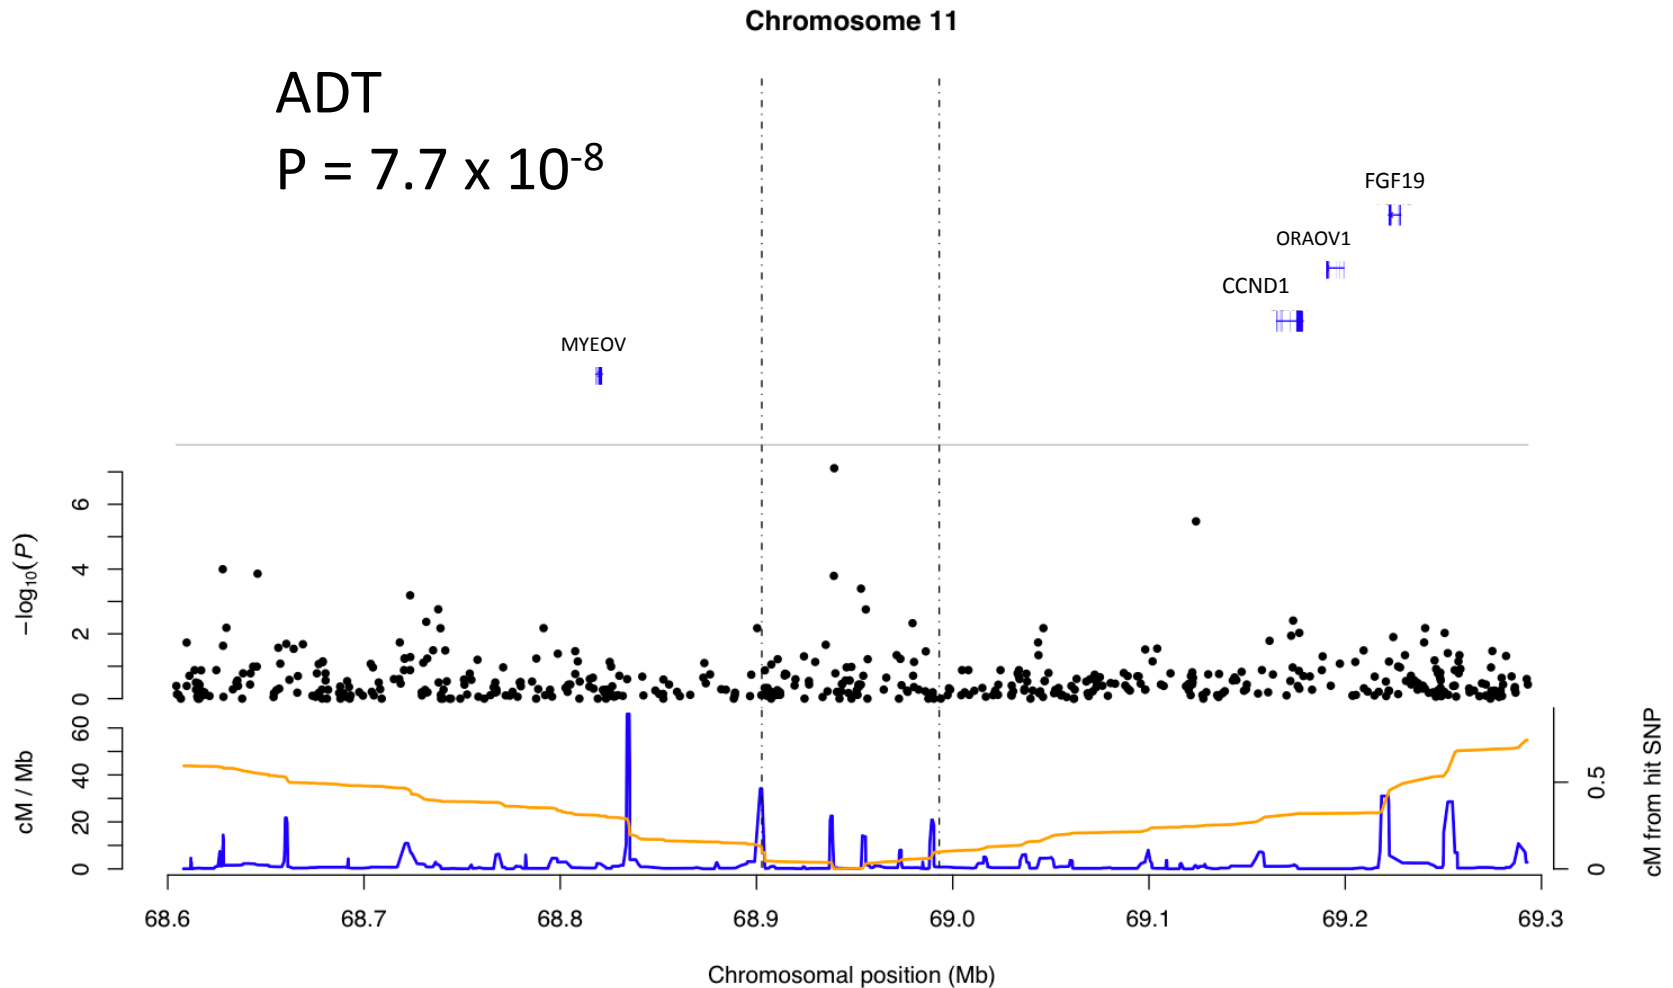 Chromosome 11
ADT
P = 7.7 x 10-8
FGF19
ORAOV1
CCND1
MYEOV
−log10(P)
6
4
2
0
cM / Mb
60
40
20
0
cM from hit SNP
0.5
0
68.6 68.7 68.8 68.9 69.0 69.1 69.2 69.3
Chromosomal position (Mb)